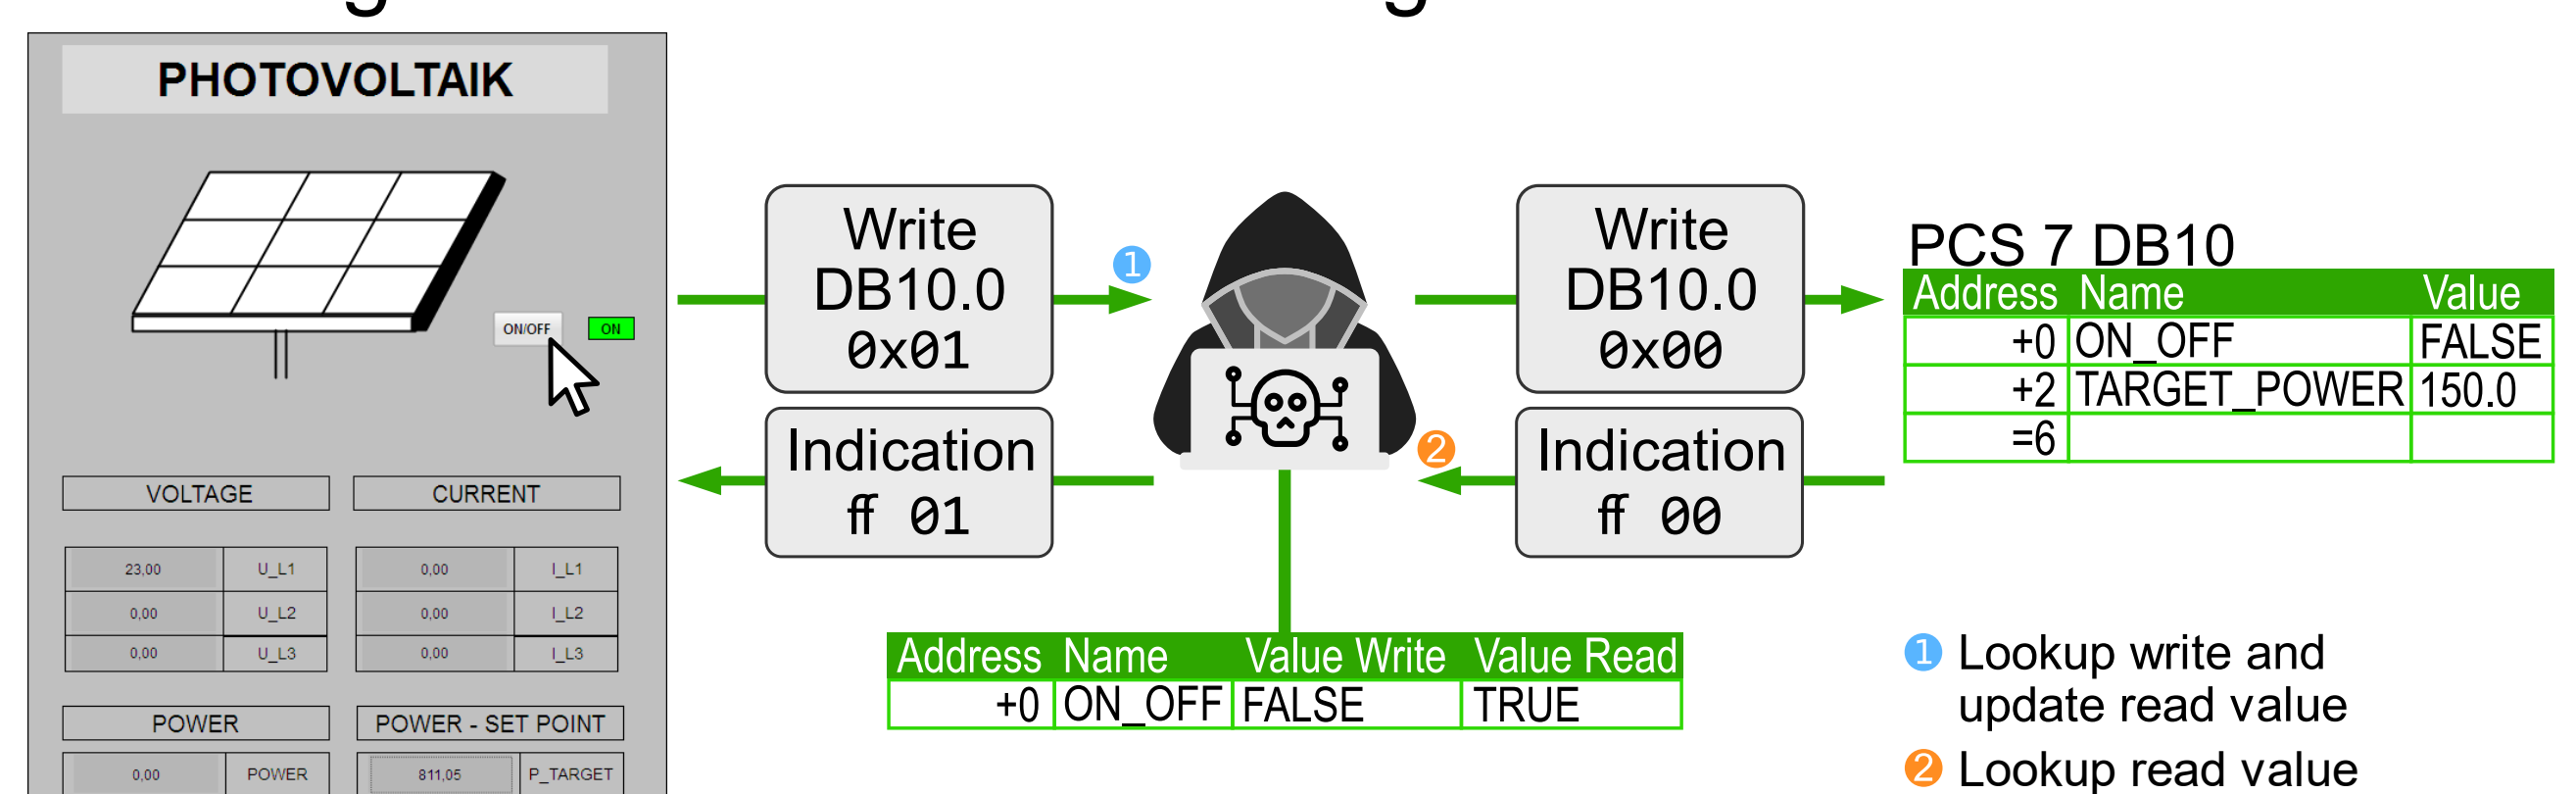 PHOTOVOLTAIK
ON/OFF
ON
VOLTAGE
CURRENT
23,00 U_L1
0,00 I_L1
0,00 U_L2
0,00 I_L2
0,00 U_L3
0,00 I_L3
POWER
POWER - SET POINT
0,00 POWER
811,05 P_TARGET
Write
DB10.0
0x01
1
Indication
ff 01
Write
DB10.0
0x00
2
Indication
ff 00
PCS 7 DB10
Address Name Value
+0 ON_OFF FALSE
+2 TARGET_POWER 150.0
=6
Address Name Value Write Value Read
+0 ON_OFF FALSE TRUE
1 Lookup write and
update read value
2 Lookup read value